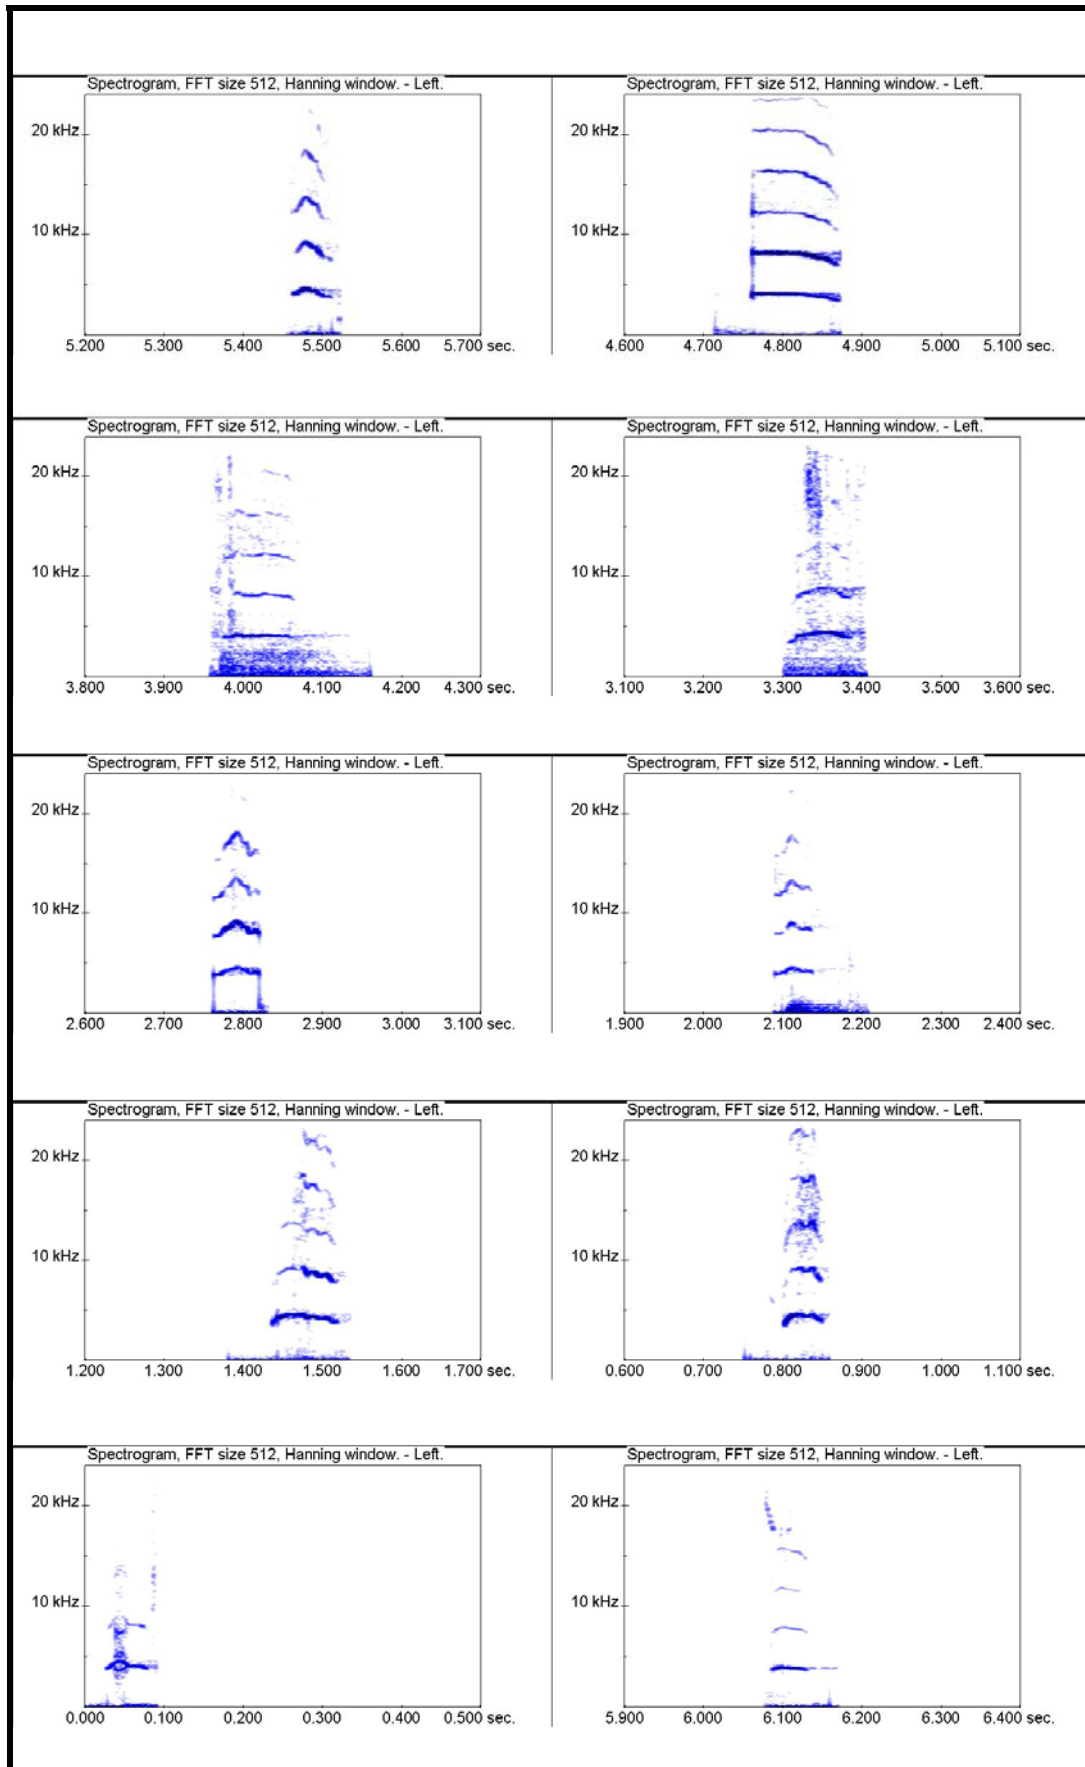 Spectrogram, FFT size 512, Hanning window. - Left. Spectrogram, FFT size 512, Hanning window. - Left.
20 kHz 20 kHz
10 kHz 10 kHz
5.200 5.300 5.400 5.500 5.600 5.700 sec. 4.600 4.700 4.800 4.900 5.000 5.100 sec.
Spectrogram, FFT size 512, Hanning window. - Left. Spectrogram, FFT size 512, Hanning window. - Left.
20 kHz 20 kHz
10 kHz 10 kHz
3.800 3.900 4.000 4.100 4.200 4.300 sec. 3.100 3.200 3.300 3.400 3.500 3.600 sec.
Spectrogram, FFT size 512, Hanning window. - Left. Spectrogram, FFT size 512, Hanning window. - Left.
20 kHz 20 kHz
10 kHz 10 kHz
2.600 2.700 2.800 2.900 3.000 3.100 sec. 1.900 2.000 2.100 2.200 2.300 2.400 sec.
Spectrogram, FFT size 512, Hanning window. - Left. Spectrogram, FFT size 512, Hanning window. - Left.
20 kHz 20 kHz
10 kHz 10 kHz
1.200 1.300 1.400 1.500 1.600 1.700 sec. 0.600 0.700 0.800 0.900 1.000 1.100 sec.
Spectrogram, FFT size 512, Hanning window. - Left. Spectrogram, FFT size 512, Hanning window. - Left.
20 kHz 20 kHz
10 kHz 10 kHz
0.000 0.100 0.200 0.300 0.400 0.500 sec. 5.900 6.000 6.100 6.200 6.300 6.400 sec.